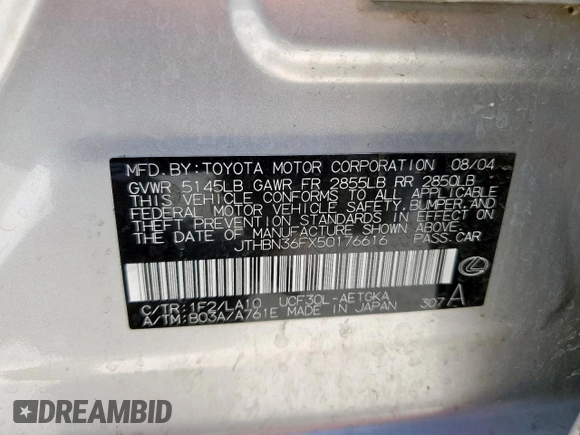 MFD. BY: TOYOTA MOTOR CORPORATION 08/04
GVWR 5145LB GAWR FR 2855LB RR 2850LB
THIS VEHICLE CONFORMS TO ALL APPLICABLE
FEDERAL MOTOR VEHICLE SAFETY, BUMPER, AND
THEFT PREVENTION STANDARDS IN EFFECT ON
THE DATE OF MANUFACTURE SHOWN ABOVE.
JTHBN36FX50176616 PASS. CAR
C/TR: 1F2/LA10 UCF30L-AETGKA
A/TM: B03A/A761E MADE IN JAPAN 307 A
DREAMBID